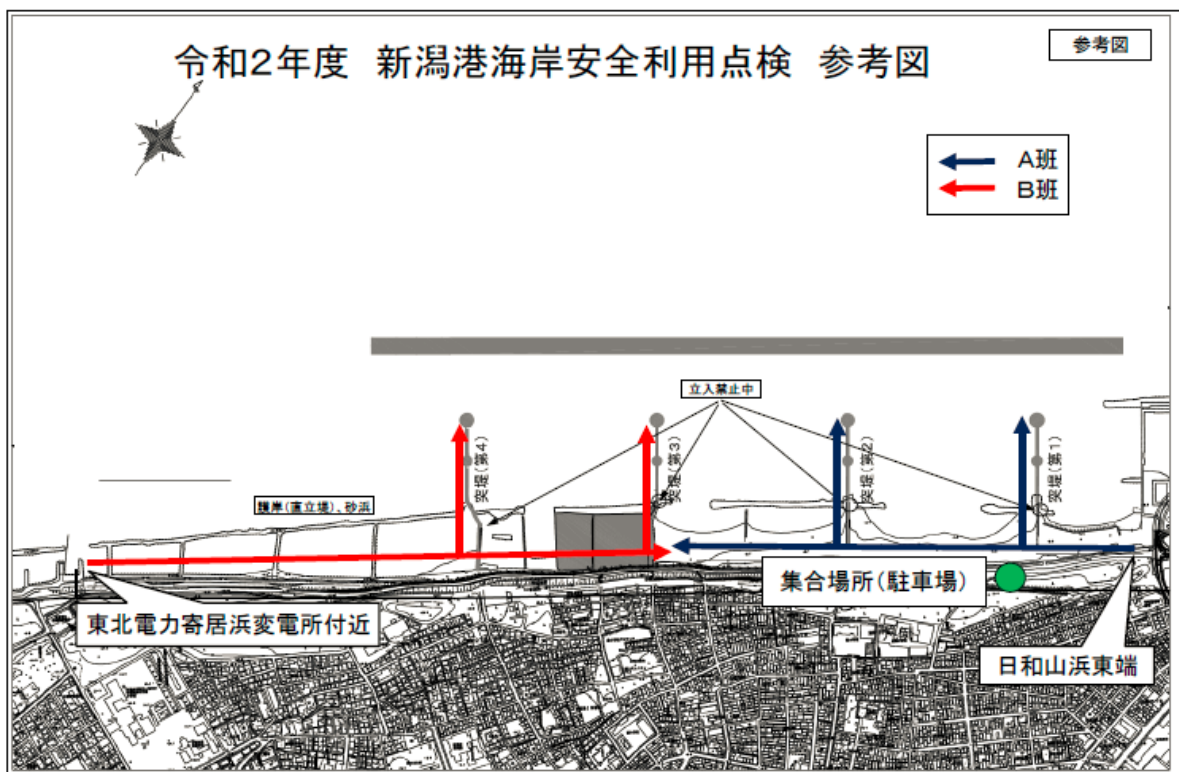 令和2年度 新潟港海岸安全利用点検 参考図
参考図
A班
B班
立入禁止中
突堤(第4)
突堤(第3)
突堤(第2)
突堤(第1)
護岸(直立場)、砂浜
集合場所(駐車場)
東北電力寄居浜変電所付近
日和山浜東端